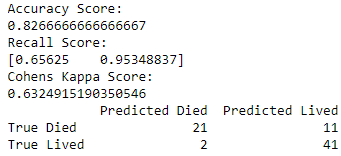 Accuracy Score:
0.8266666666666667
Recall Score:
[0.65625 0.95348837]
Cohens Kappa Score:
0.6324915190350546
Predicted Died Predicted Lived
True Died 21 11
True Lived 2 41